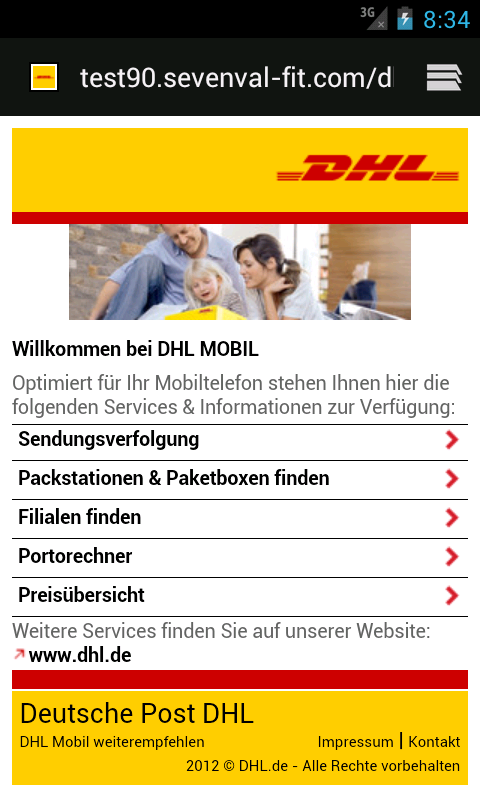 3G
8:34
test90.sevenval-fit.com/d
DHL
Willkommen bei DHL MOBIL
Optimiert für Ihr Mobiltelefon stehen Ihnen hier die
folgenden Services & Informationen zur Verfügung:
Sendungsverfolgung
Packstationen & Paketboxen finden
Filialen finden
Portorechner
Preisübersicht
Weitere Services finden Sie auf unserer Website:
www.dhl.de
Deutsche Post DHL
DHL Mobil weiterempfehlen Impressum | Kontakt
2012 © DHL.de - Alle Rechte vorbehalten